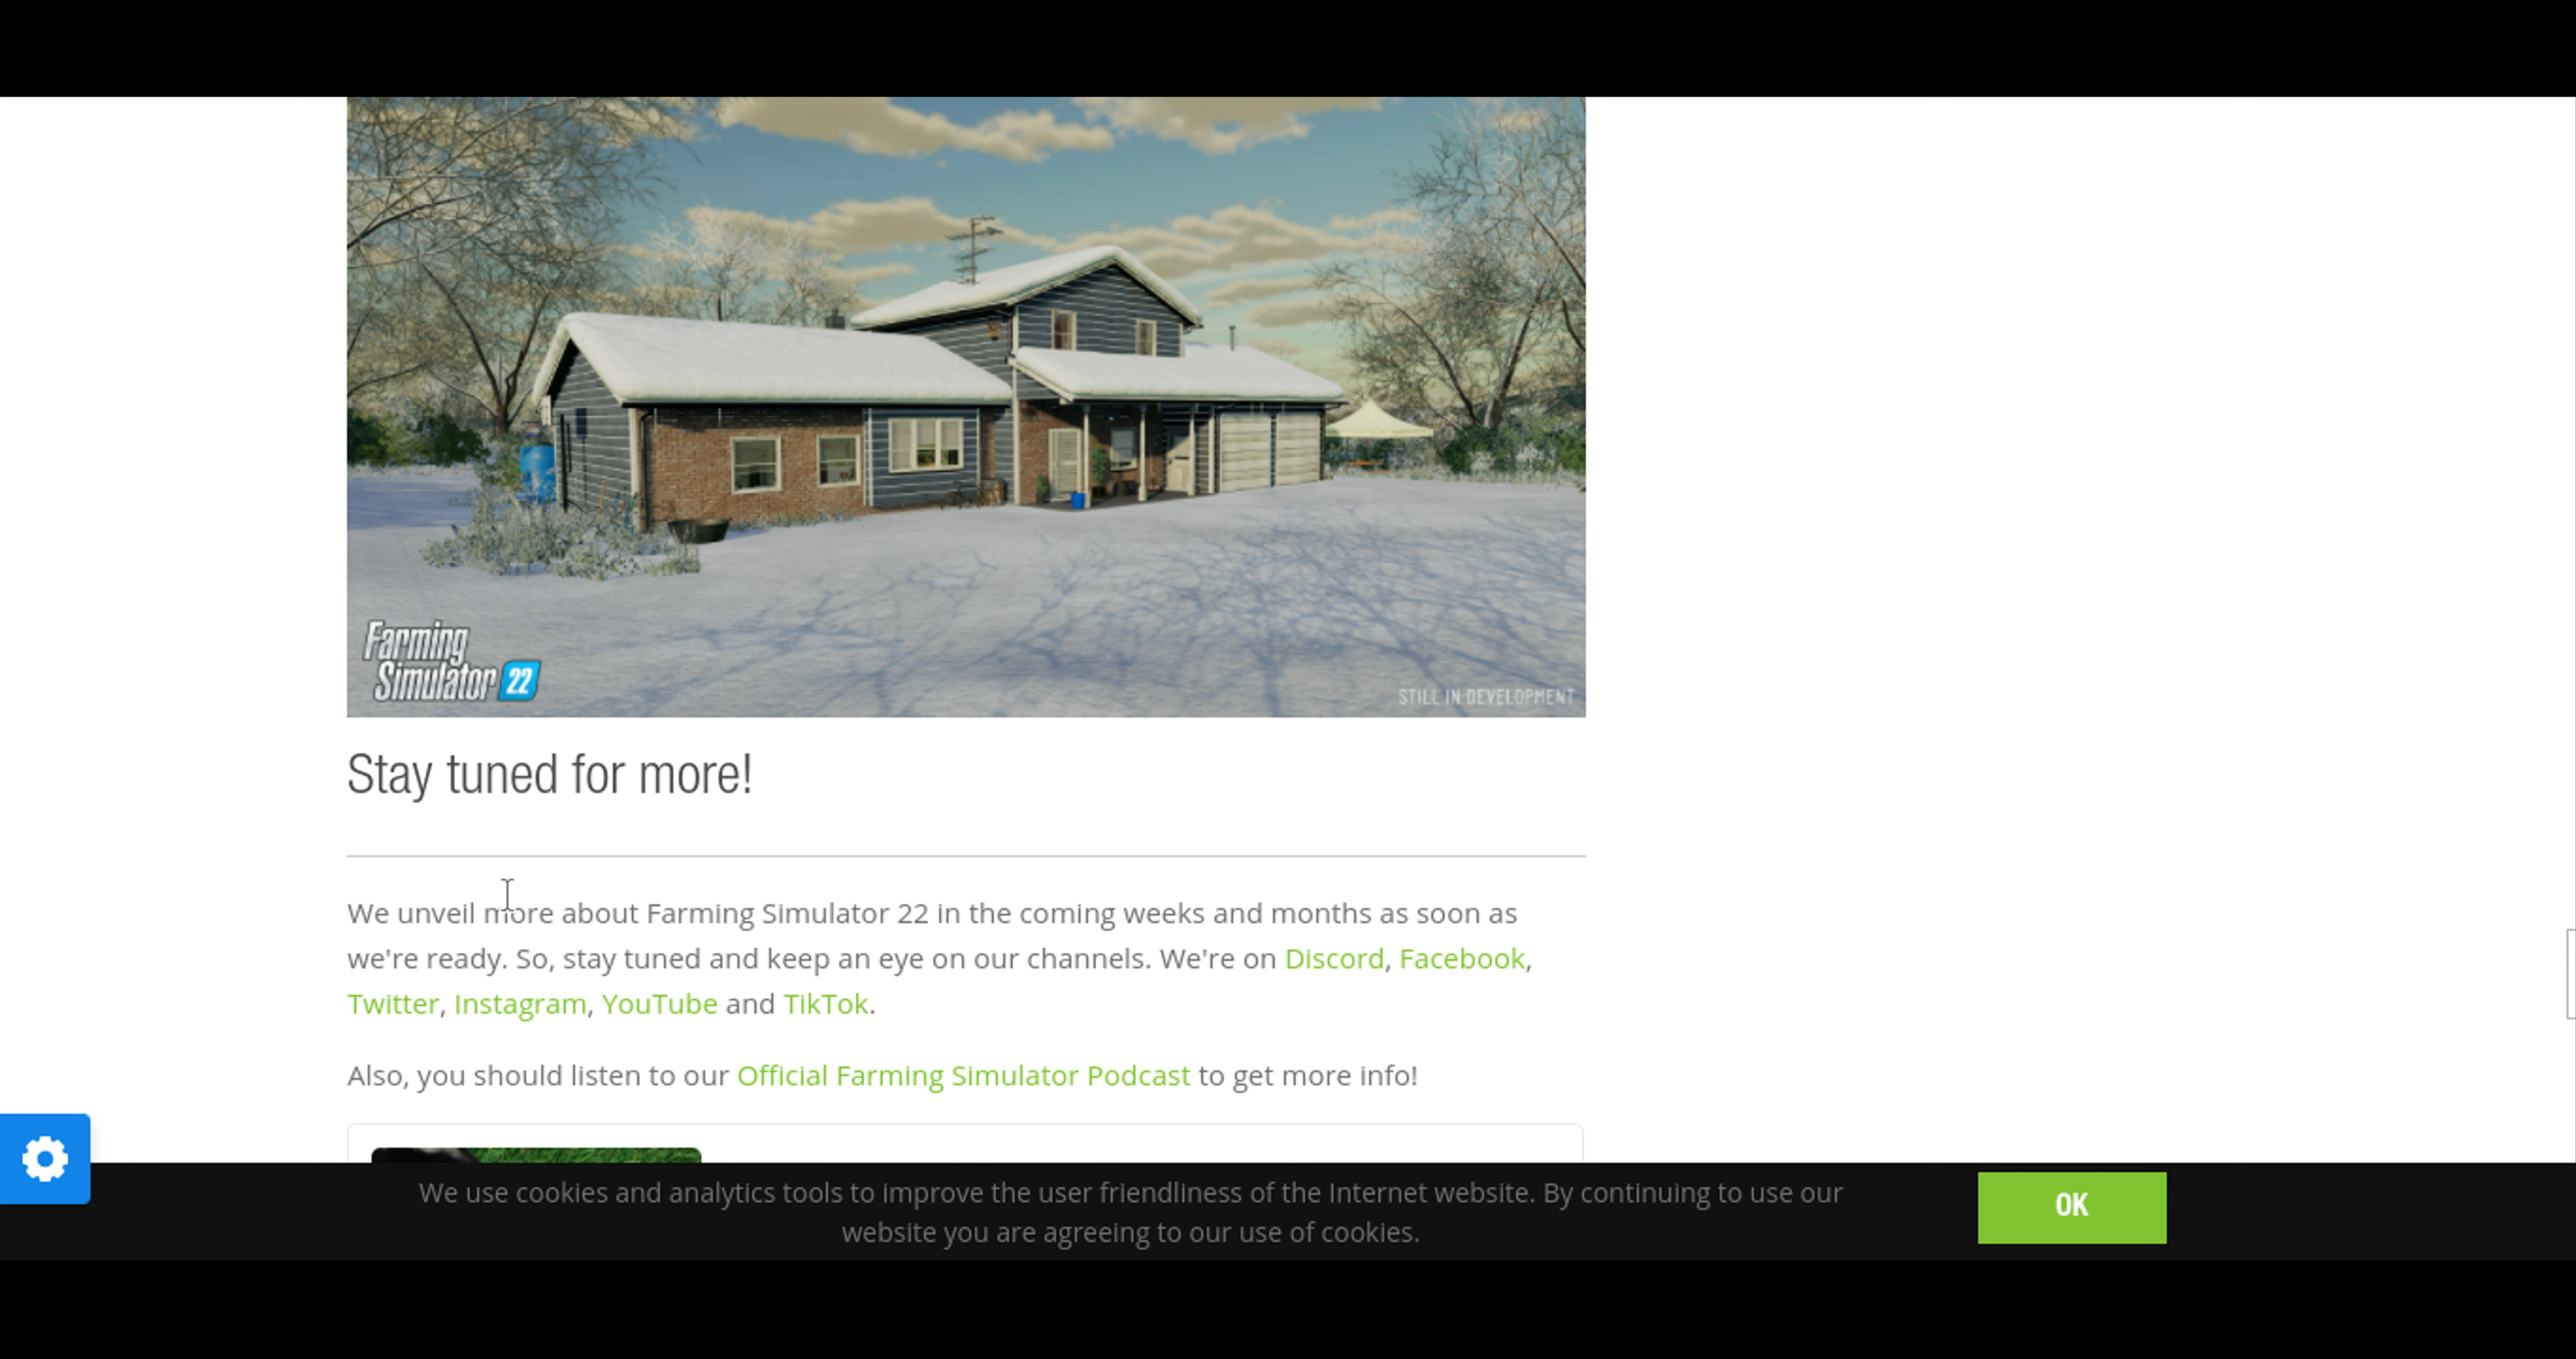 Farming
Simulator 22
STILL IN DEVELOPMENT
Stay tuned for more!
We unveil more about Farming Simulator 22 in the coming weeks and months as soon as
we're ready. So, stay tuned and keep an eye on our channels. We're on Discord, Facebook,
Twitter, Instagram, YouTube and TikTok.
Also, you should listen to our Official Farming Simulator Podcast to get more info!
We use cookies and analytics tools to improve the user friendliness of the Internet website. By continuing to use our
website you are agreeing to our use of cookies.
OK